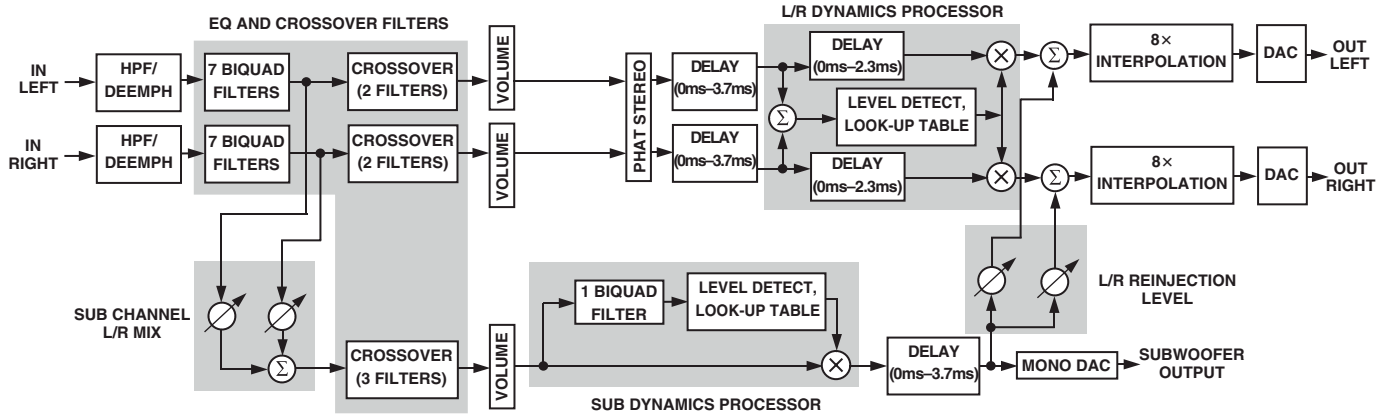 EQ AND CROSSOVER FILTERS
L/R DYNAMICS PROCESSOR
IN
LEFT
HPF/
DEEMPH
7 BIQUAD
FILTERS
CROSSOVER
(2 FILTERS)
VOLUME
PHAT STEREO
DELAY
(0ms–3.7ms)
DELAY
(0ms–2.3ms)
×
Σ
8×
INTERPOLATION
DAC
OUT
LEFT
Σ
LEVEL DETECT,
LOOK-UP TABLE
IN
RIGHT
HPF/
DEEMPH
7 BIQUAD
FILTERS
CROSSOVER
(2 FILTERS)
VOLUME
DELAY
(0ms–3.7ms)
DELAY
(0ms–2.3ms)
×
Σ
8×
INTERPOLATION
DAC
OUT
RIGHT
SUB CHANNEL
L/R MIX
Σ
CROSSOVER
(3 FILTERS)
VOLUME
1 BIQUAD
FILTER
LEVEL DETECT,
LOOK-UP TABLE
×
SUB DYNAMICS PROCESSOR
DELAY
(0ms–3.7ms)
L/R REINJECTION
LEVEL
MONO DAC
SUBWOOFER
OUTPUT